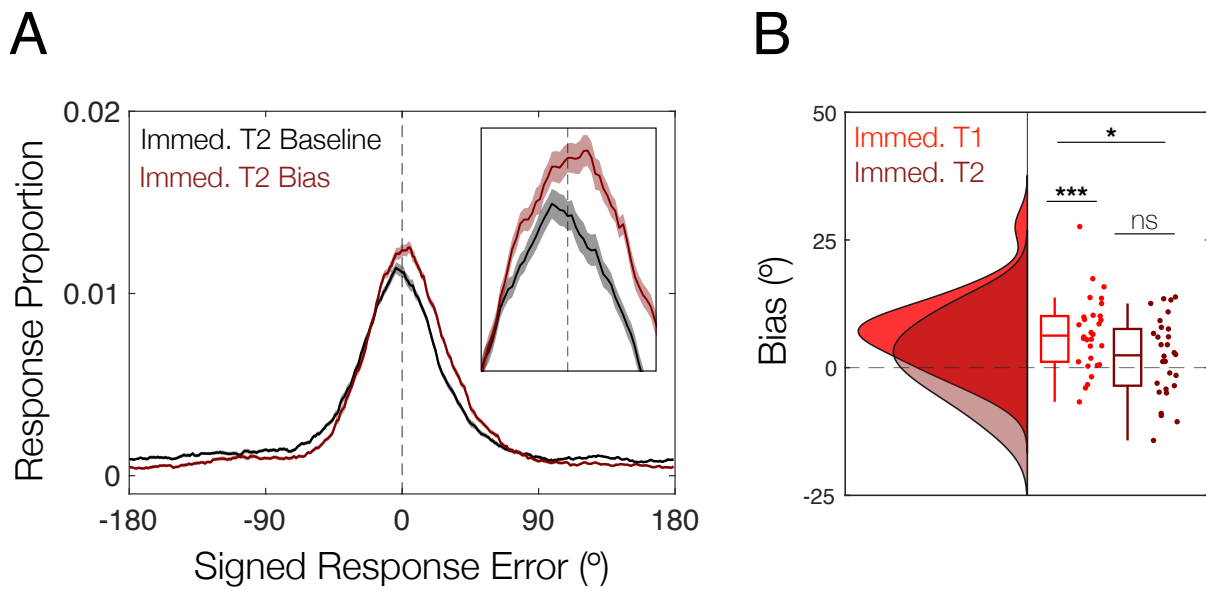 A
0.02
0.01
0
Response Proportion
Immed. T2 Baseline
Immed. T2 Bias
-180
-90
0
90
180
Signed Response Error (º)
B
50
25
0
-25
Bias (º)
Immed. T1
Immed. T2
*
***
ns